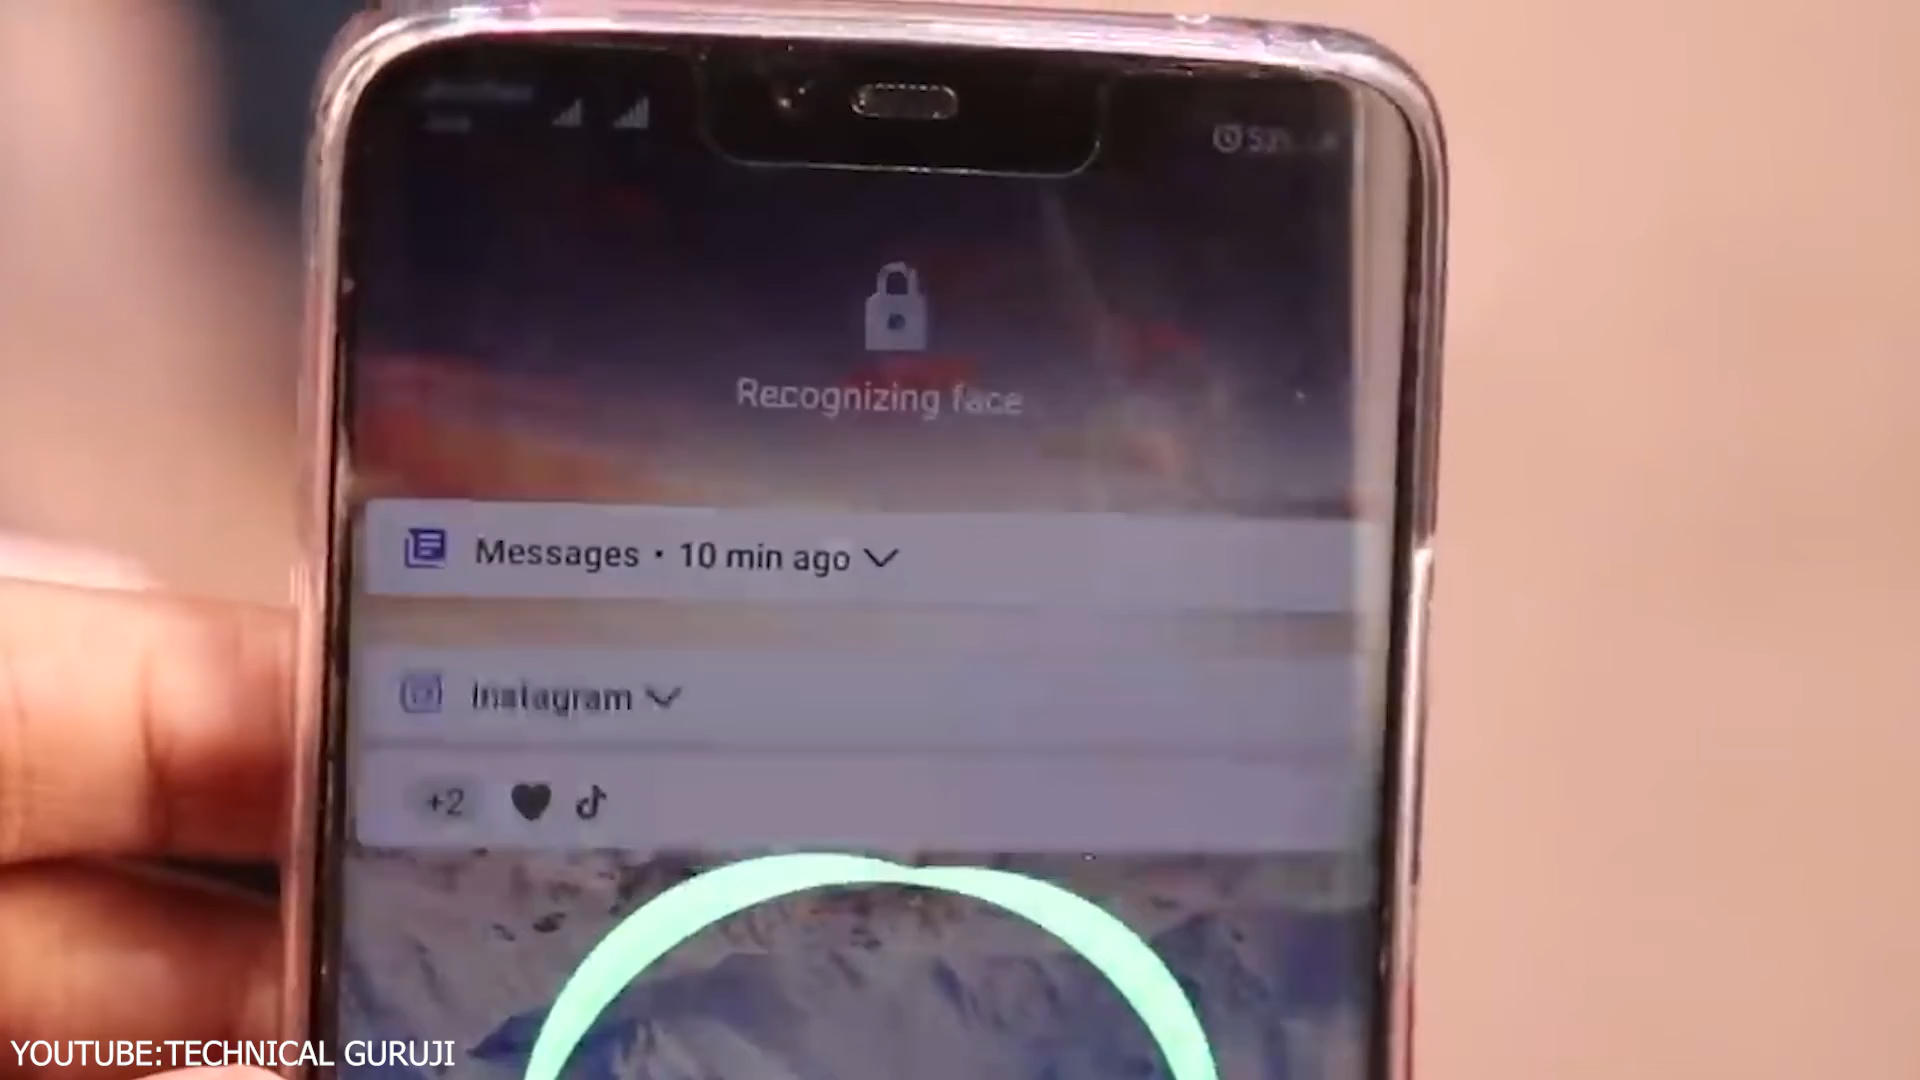 Recognizing face
Messages • 10 min ago
Instagram
+2
YOUTUBE:TECHNICAL GURUJI